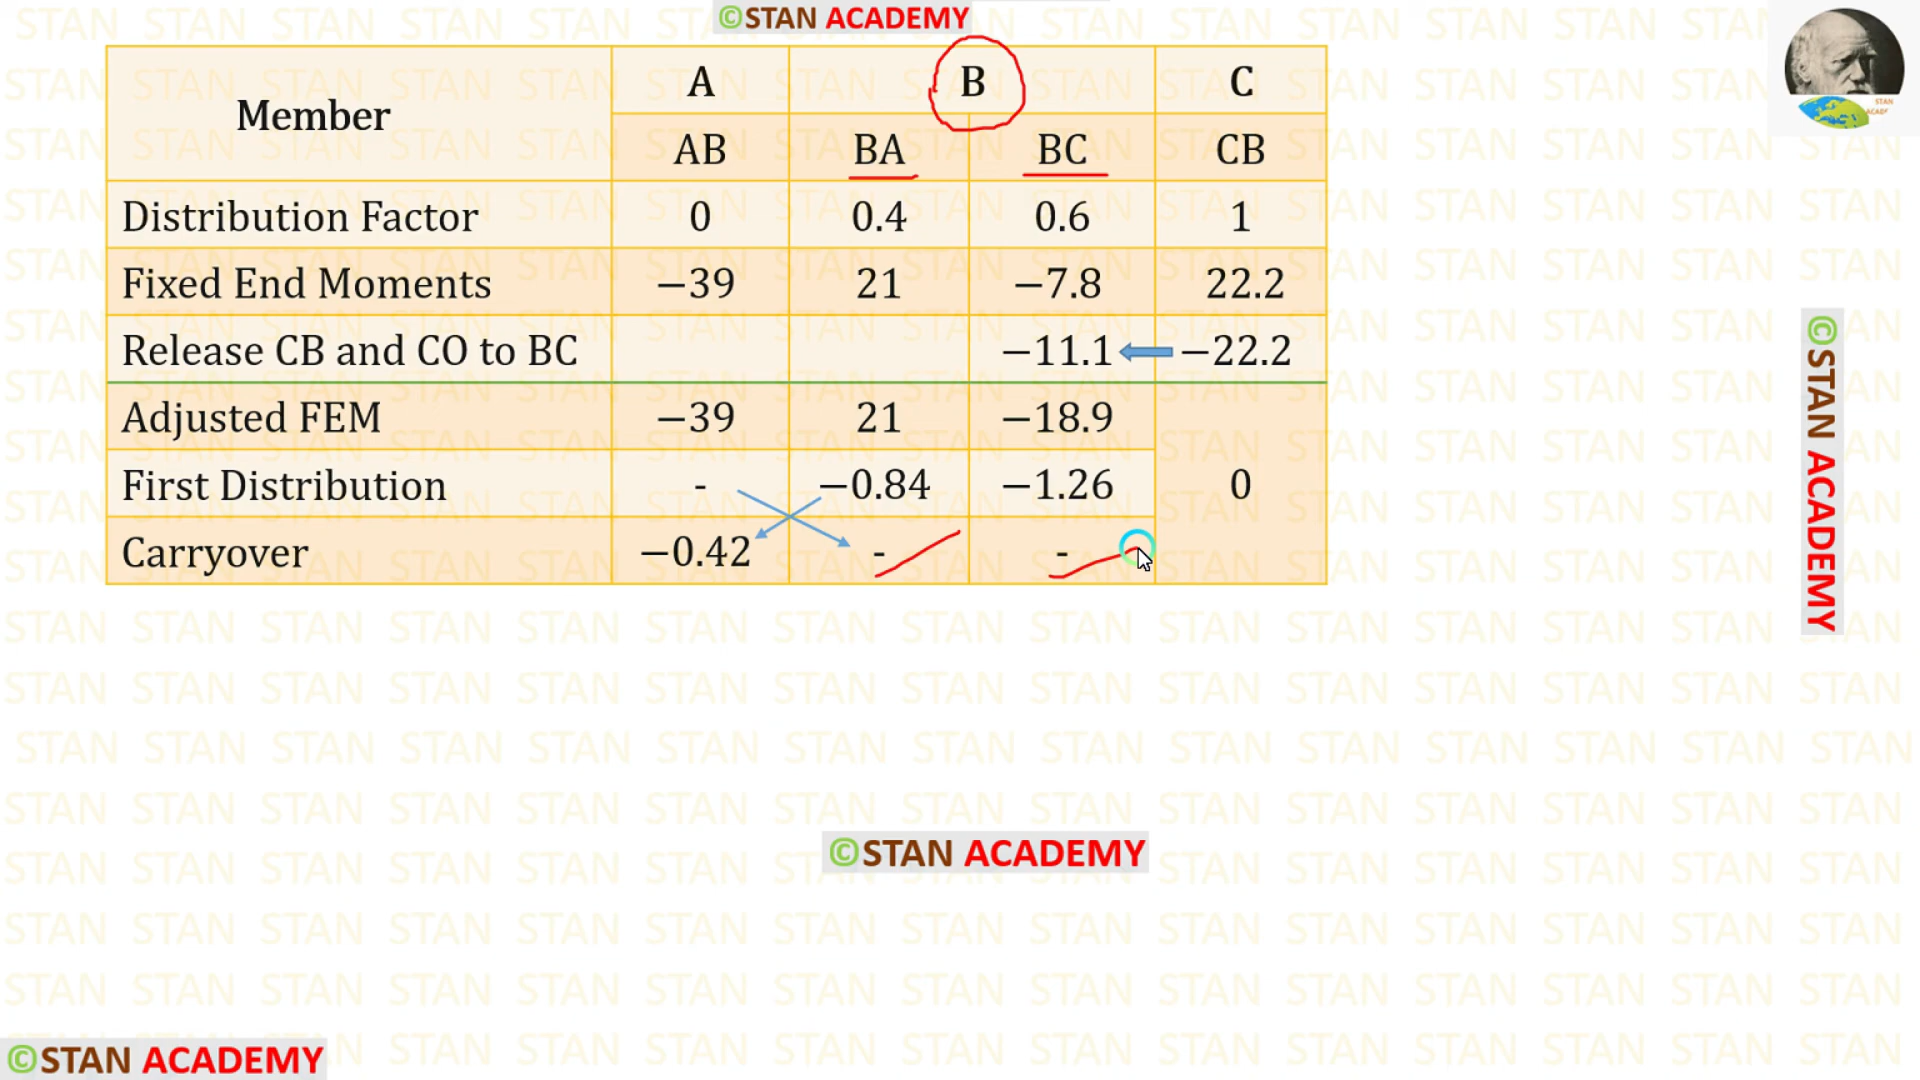 ©STAN ACADEMY
Member A B C
AB BA BC CB
Distribution Factor 0 0.4 0.6 1
Fixed End Moments −39 21 −7.8 22.2
Release CB and CO to BC −11.1 −22.2
Adjusted FEM −39 21 −18.9
First Distribution - −0.84 −1.26 0
Carryover −0.42 - -
©STAN ACADEMY
©STAN ACADEMY
©STAN ACADEMY